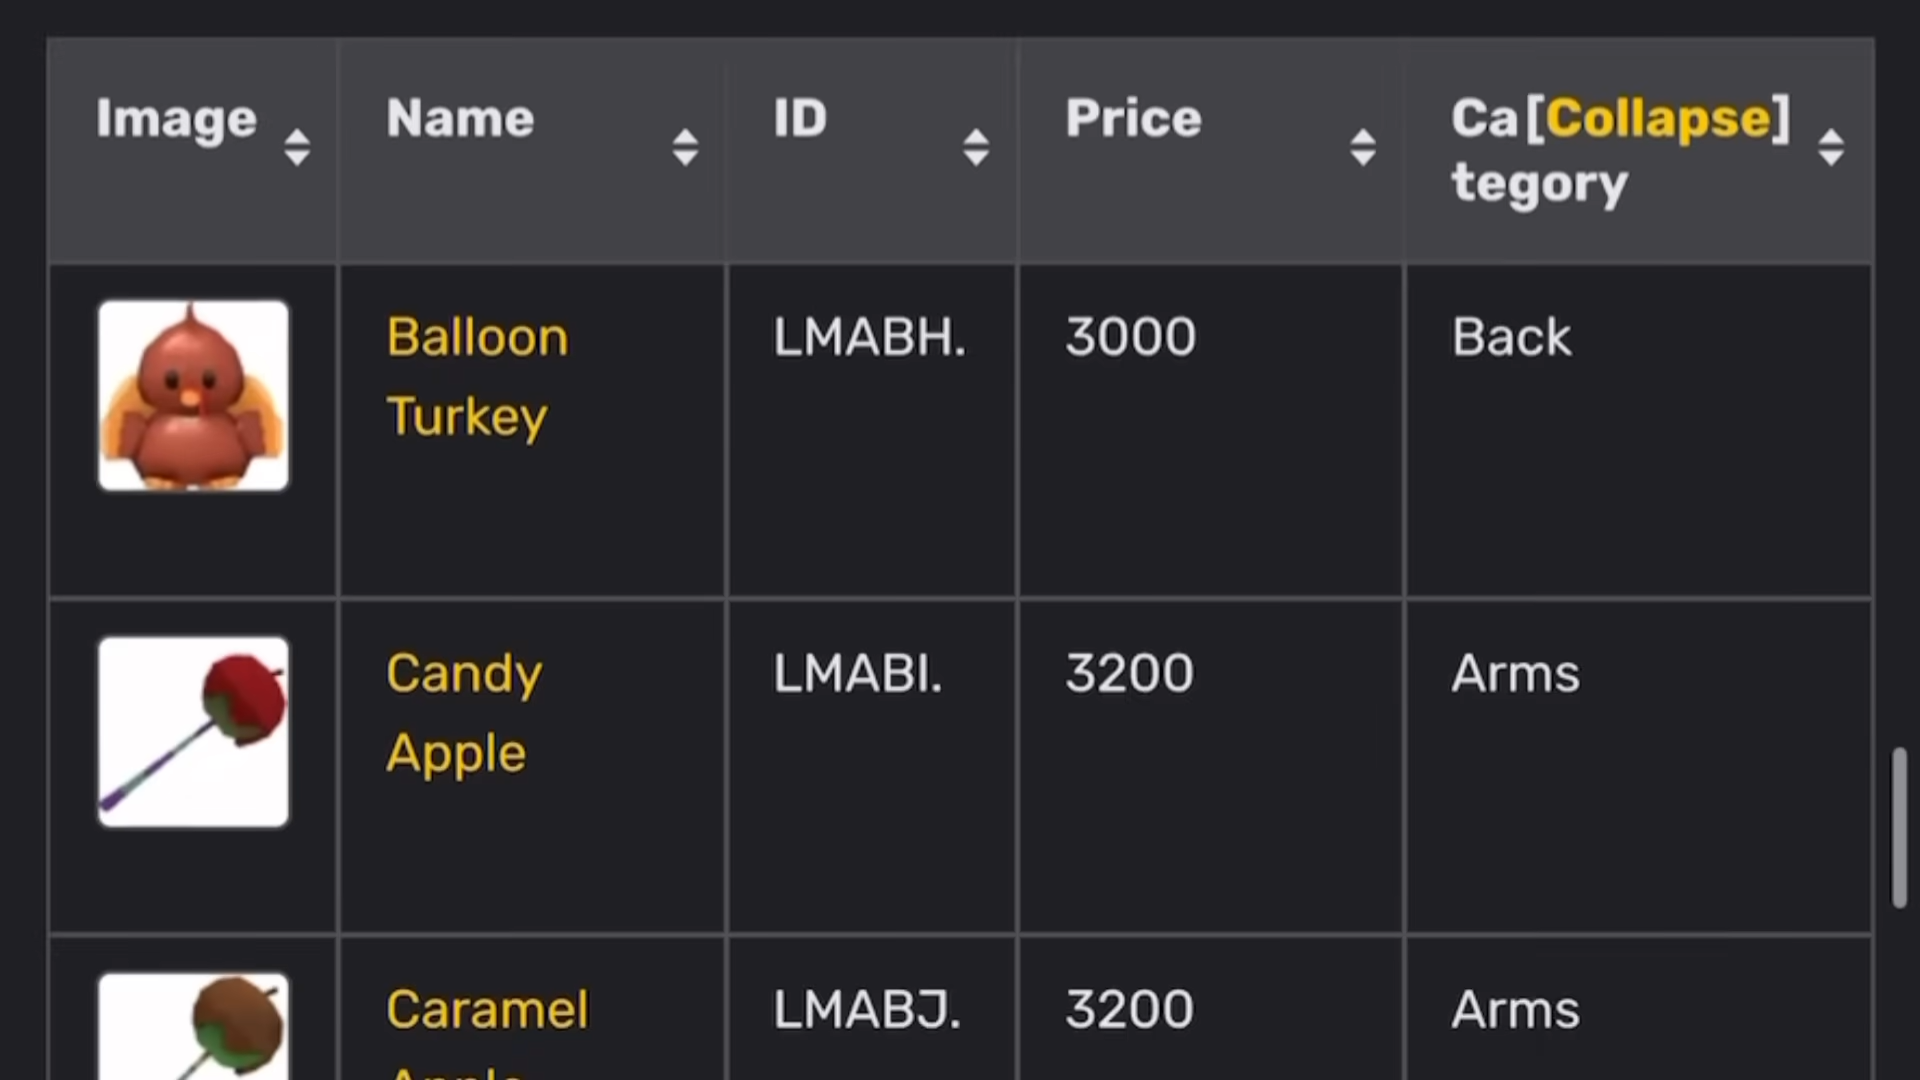 Image Name ID Price Ca[Collapse]
tegory
Balloon LMABH. 3000 Back
Turkey
Candy LMABI. 3200 Arms
Apple
Caramel LMABJ. 3200 Arms